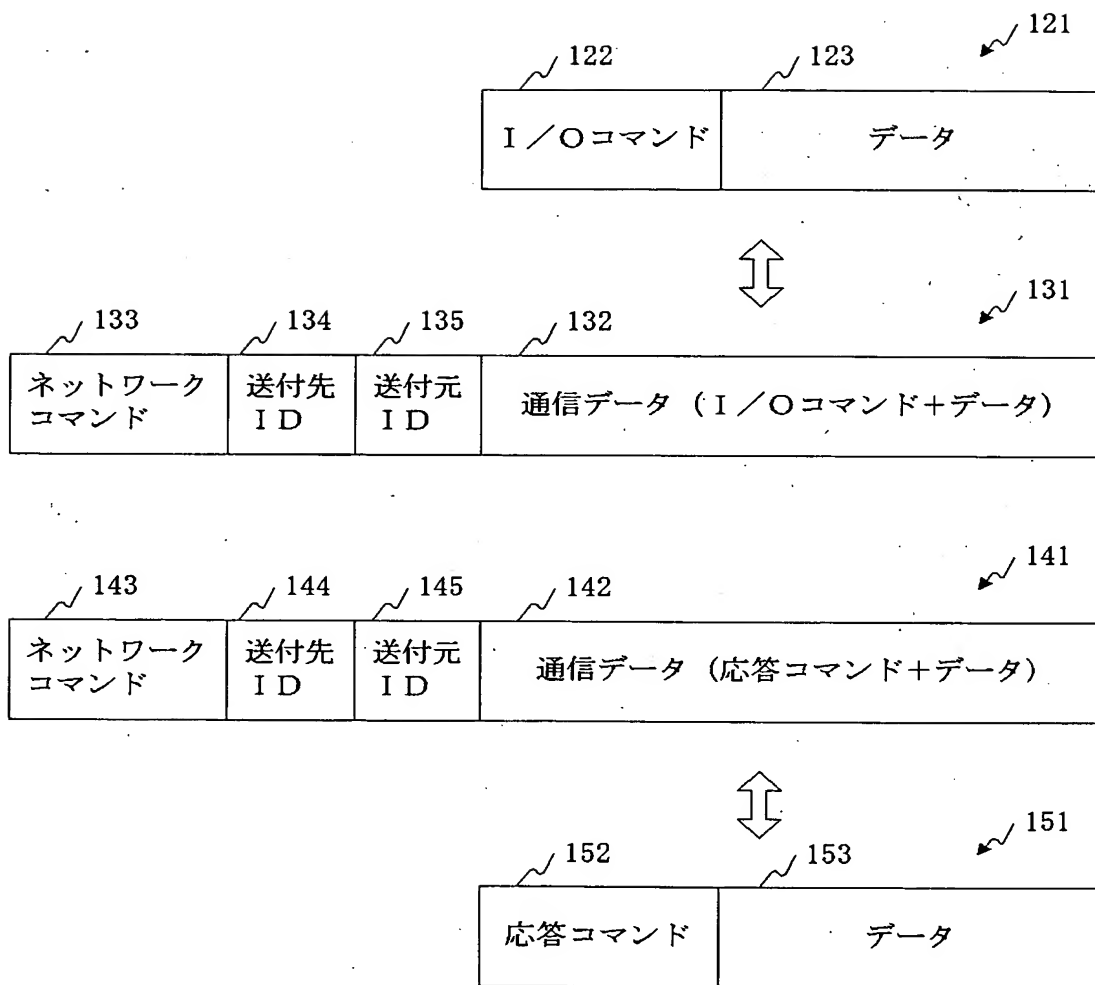 121
122
123
I/Oコマンド
データ
131
133
134
135
132
ネットワーク
コマンド
送付先
ID
送付元
ID
通信データ(I/Oコマンド+データ)
141
143
144
145
142
ネットワーク
コマンド
送付先
ID
送付元
ID
通信データ(応答コマンド+データ)
151
152
153
応答コマンド
データ